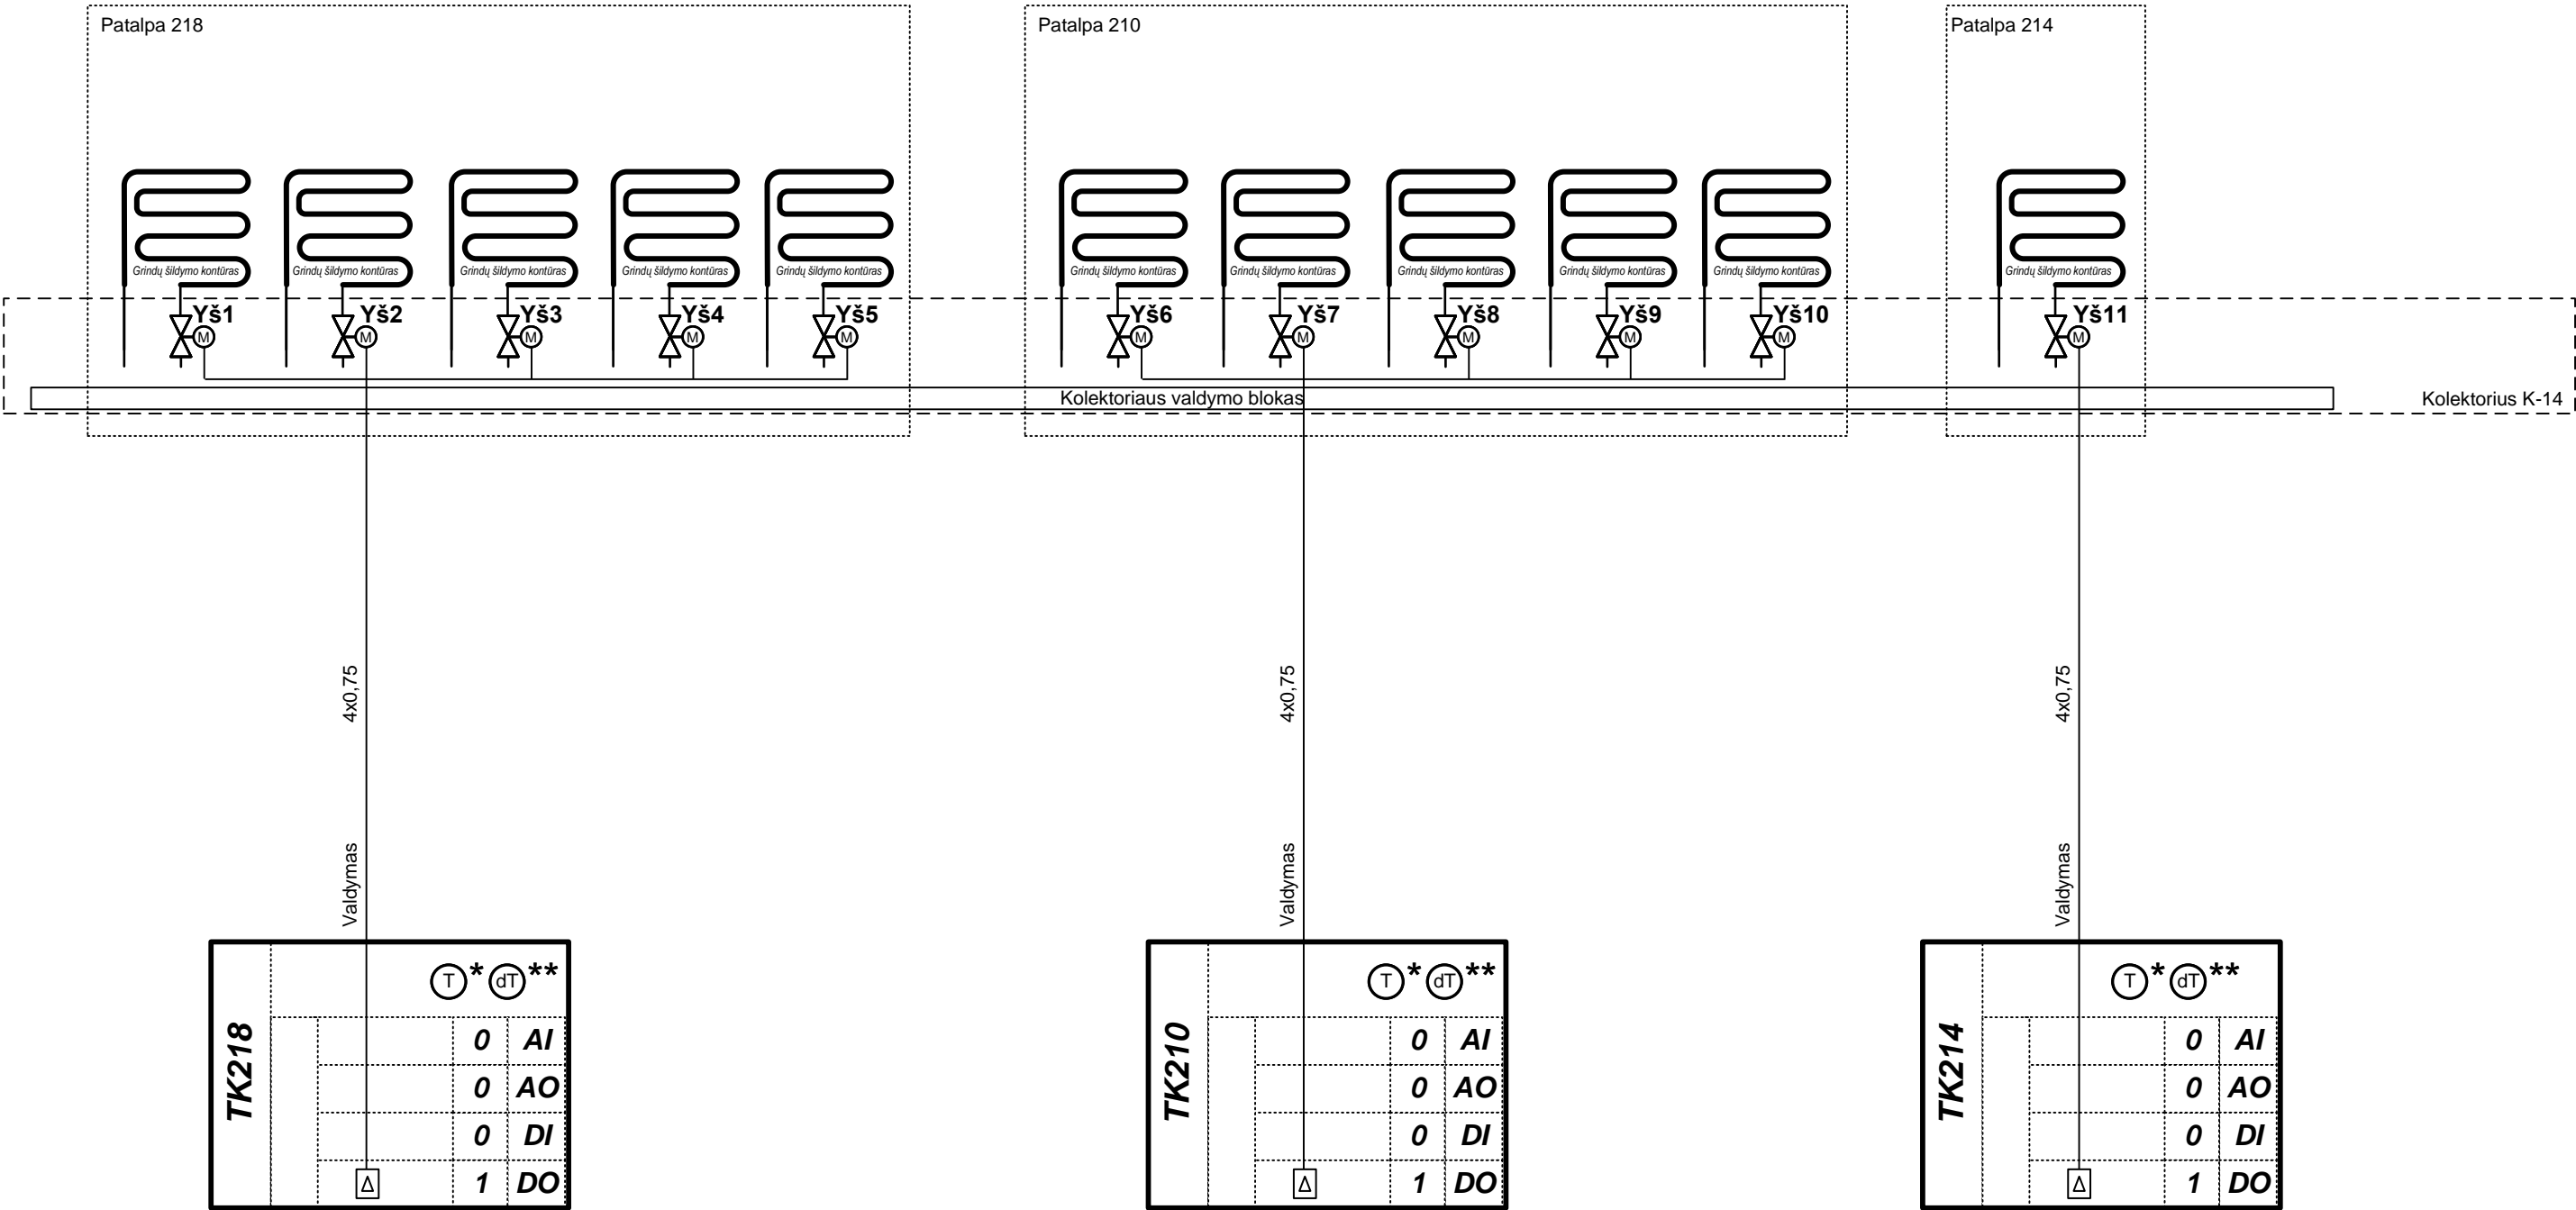 Patalpa 218
Patalpa 210
Patalpa 214
Grindų šildymo kontūras
Grindų šildymo kontūras
Grindų šildymo kontūras
Grindų šildymo kontūras
Grindų šildymo kontūras
Grindų šildymo kontūras
Grindų šildymo kontūras
Grindų šildymo kontūras
Grindų šildymo kontūras
Grindų šildymo kontūras
Grindų šildymo kontūras
Yš1
M
Yš2
M
Yš3
M
Yš4
M
Yš5
M
Yš6
M
Yš7
M
Yš8
M
Yš9
M
Yš10
M
Yš11
M
Kolektoriaus valdymo blokas
Kolektorius K-14
4x0,75
4x0,75
4x0,75
Valdymas
Valdymas
Valdymas
TK218
T * dT **
0 AI
0 AO
0 DI
Δ 1 DO
TK210
T * dT **
0 AI
0 AO
0 DI
Δ 1 DO
TK214
T * dT **
0 AI
0 AO
0 DI
Δ 1 DO